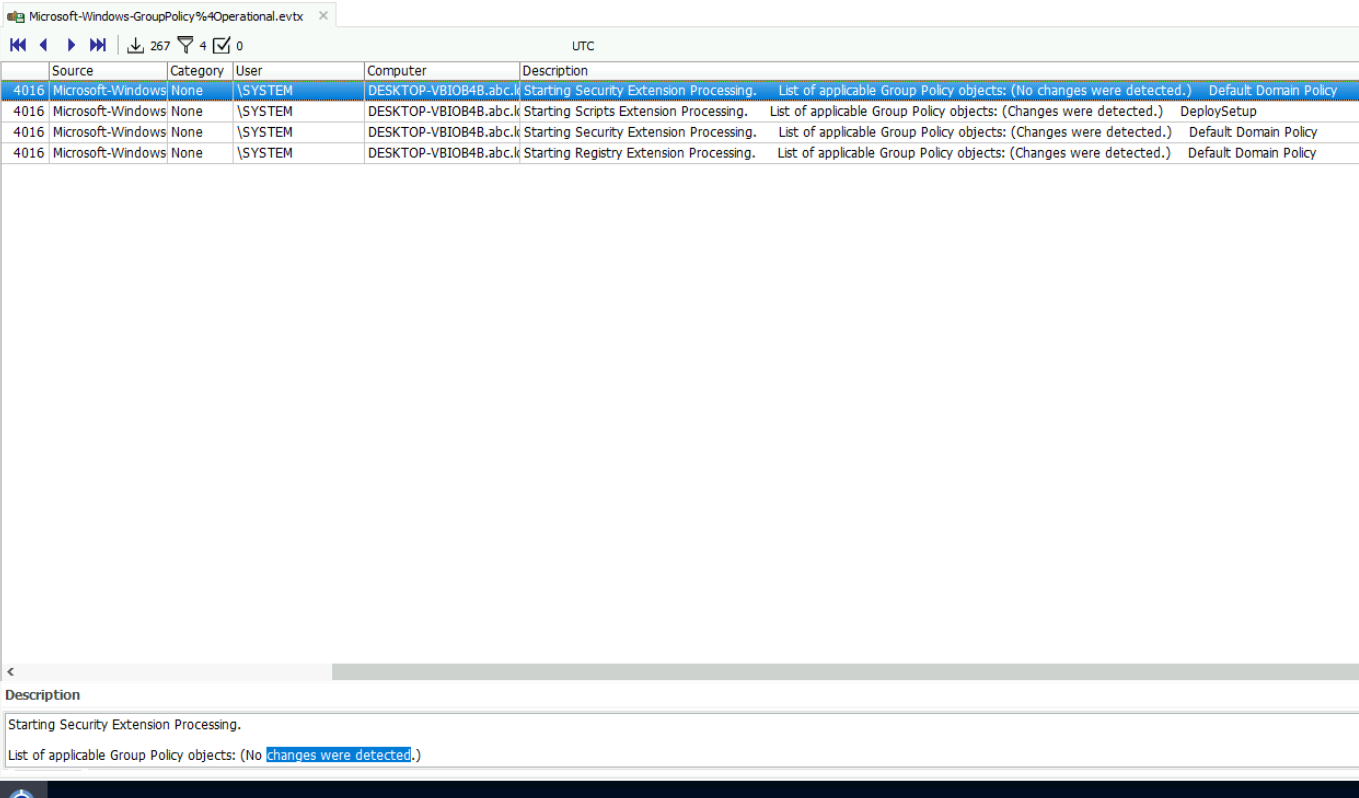 Microsoft-Windows-GroupPolicy%4Operational.evtx
267 4 0 UTC
Source Category User Computer Description
4016 Microsoft-Windows None \SYSTEM DESKTOP-VBIOB4B.abc.lo Starting Security Extension Processing. List of applicable Group Policy objects: (No changes were detected.) Default Domain Policy
4016 Microsoft-Windows None \SYSTEM DESKTOP-VBIOB4B.abc.lo Starting Scripts Extension Processing. List of applicable Group Policy objects: (Changes were detected.) DeploySetup
4016 Microsoft-Windows None \SYSTEM DESKTOP-VBIOB4B.abc.lo Starting Security Extension Processing. List of applicable Group Policy objects: (Changes were detected.) Default Domain Policy
4016 Microsoft-Windows None \SYSTEM DESKTOP-VBIOB4B.abc.lo Starting Registry Extension Processing. List of applicable Group Policy objects: (Changes were detected.) Default Domain Policy
Description
Starting Security Extension Processing.
List of applicable Group Policy objects: (No changes were detected.)